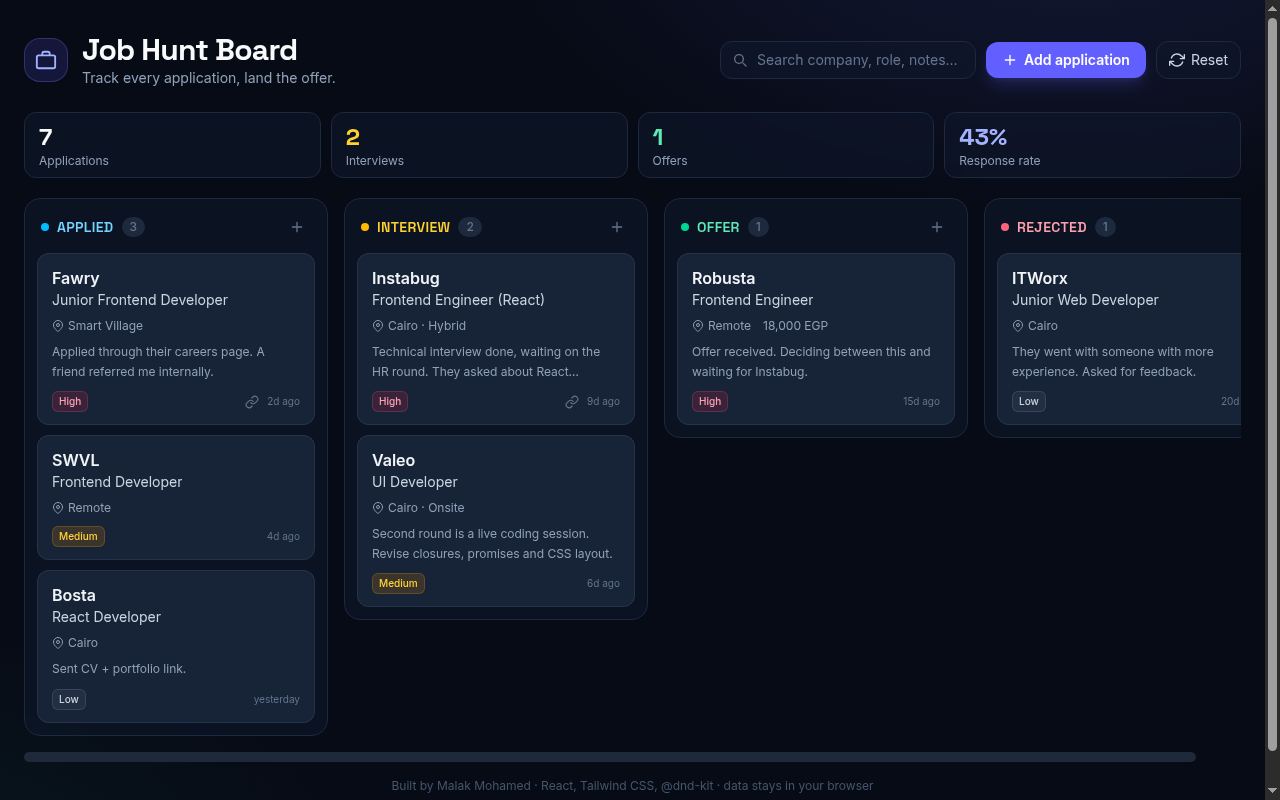 Job Hunt Board
Track every application, land the offer.
Search company, role, notes...
Add application
Reset
7
Applications
2
Interviews
1
Offers
43%
Response rate
APPLIED 3
Fawry
Junior Frontend Developer
Smart Village
Applied through their careers page. A
friend referred me internally.
High 2d ago
SWVL
Frontend Developer
Remote
Medium 4d ago
Bosta
React Developer
Cairo
Sent CV + portfolio link.
Low yesterday
INTERVIEW 2
Instabug
Frontend Engineer (React)
Cairo · Hybrid
Technical interview done, waiting on the
HR round. They asked about React...
High 9d ago
Valeo
UI Developer
Cairo · Onsite
Second round is a live coding session.
Revise closures, promises and CSS layout.
Medium 6d ago
OFFER 1
Robusta
Frontend Engineer
Remote 18,000 EGP
Offer received. Deciding between this and
waiting for Instabug.
High 15d ago
REJECTED 1
ITWorx
Junior Web Developer
Cairo
They went with someone with more
experience. Asked for feedback.
Low 20d
Built by Malak Mohamed · React, Tailwind CSS, @dnd-kit · data stays in your browser